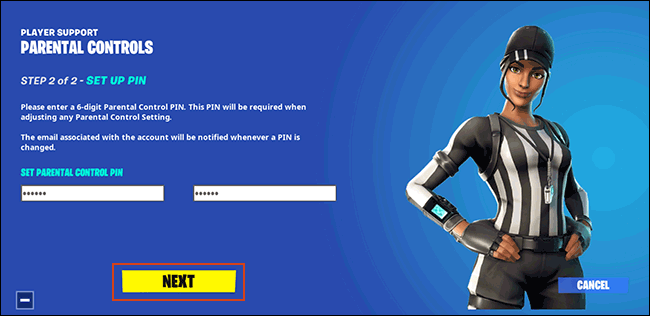 PLAYER SUPPORT
PARENTAL CONTROLS
STEP 2 of 2 - SET UP PIN
Please enter a 6-digit Parental Control PIN. This PIN will be required when
adjusting any Parental Control Setting.
The email associated with the account will be notified whenever a PIN is
changed.
SET PARENTAL CONTROL PIN
•••••• ••••••
NEXT
CANCEL